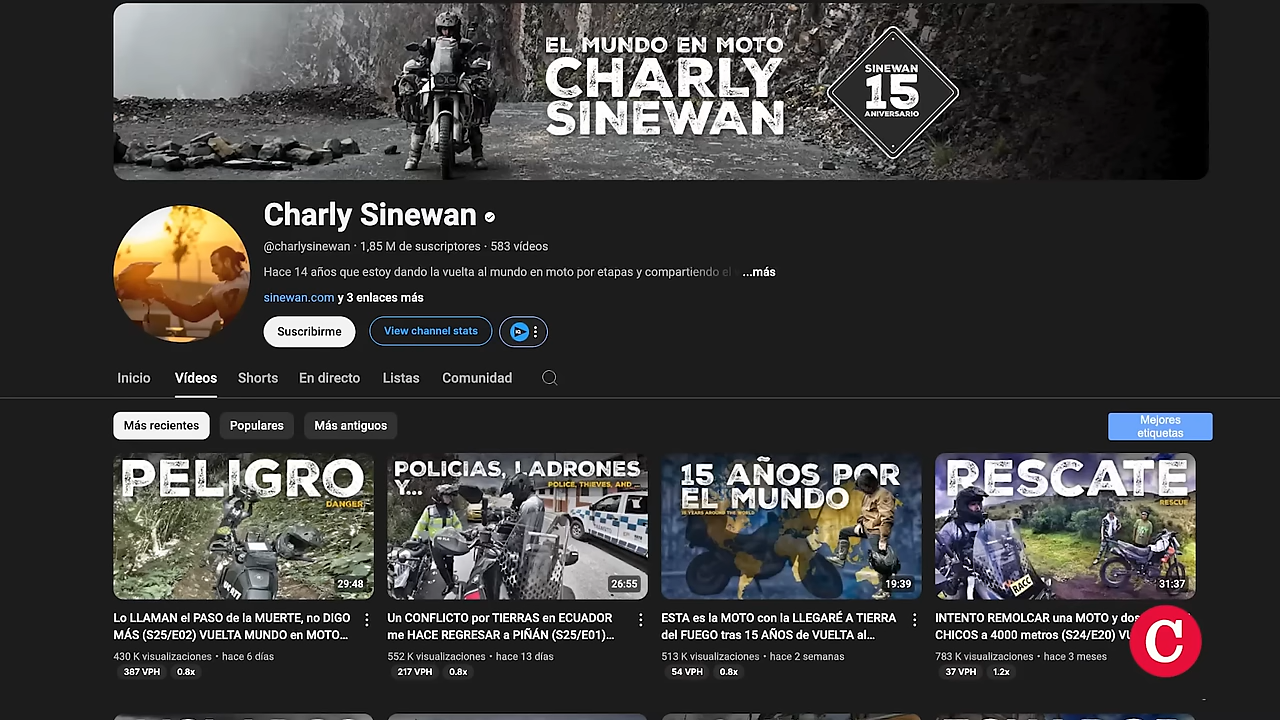 EL MUNDO EN MOTO
CHARLY
SINEWAN
SINEWAN
15
ANIVERSARIO
Charly Sinewan
@charlysinewan · 1,85 M de suscriptores · 583 vídeos
Hace 14 años que estoy dando la vuelta al mundo en moto por etapas y compartiendo el ...más
sinewan.com y 3 enlaces más
Suscribirme
View channel stats
Inicio
Vídeos
Shorts
En directo
Listas
Comunidad
Más recientes
Populares
Más antiguos
Mejores
etiquetas
PELIGRO
DANGER
29:48
Lo LLAMAN el PASO de la MUERTE, no DIGO
MÁS (S25/E02) VUELTA MUNDO en MOTO...
430 K visualizaciones • hace 6 días
387 VPH
0.8x
POLICIAS, LADRONES
Y...
POLICE, THIEVES, AND ...
26:55
Un CONFLICTO por TIERRAS en ECUADOR
me HACE REGRESAR a PIÑÁN (S25/E01)...
552 K visualizaciones • hace 13 días
217 VPH
0.8x
15 AÑOS POR
EL MUNDO
15 YEARS AROUND THE WORLD
19:39
ESTA es la MOTO con la LLEGARÉ A TIERRA
del FUEGO tras 15 AÑOS de VUELTA al...
513 K visualizaciones • hace 2 semanas
54 VPH
0.8x
RESCATE
RESCUE
RACC
31:37
INTENTO REMOLCAR una MOTO y dos
CHICOS a 4000 metros (S24/E20)
783 K visualizaciones • hace 3 meses
37 VPH
1.2x
C